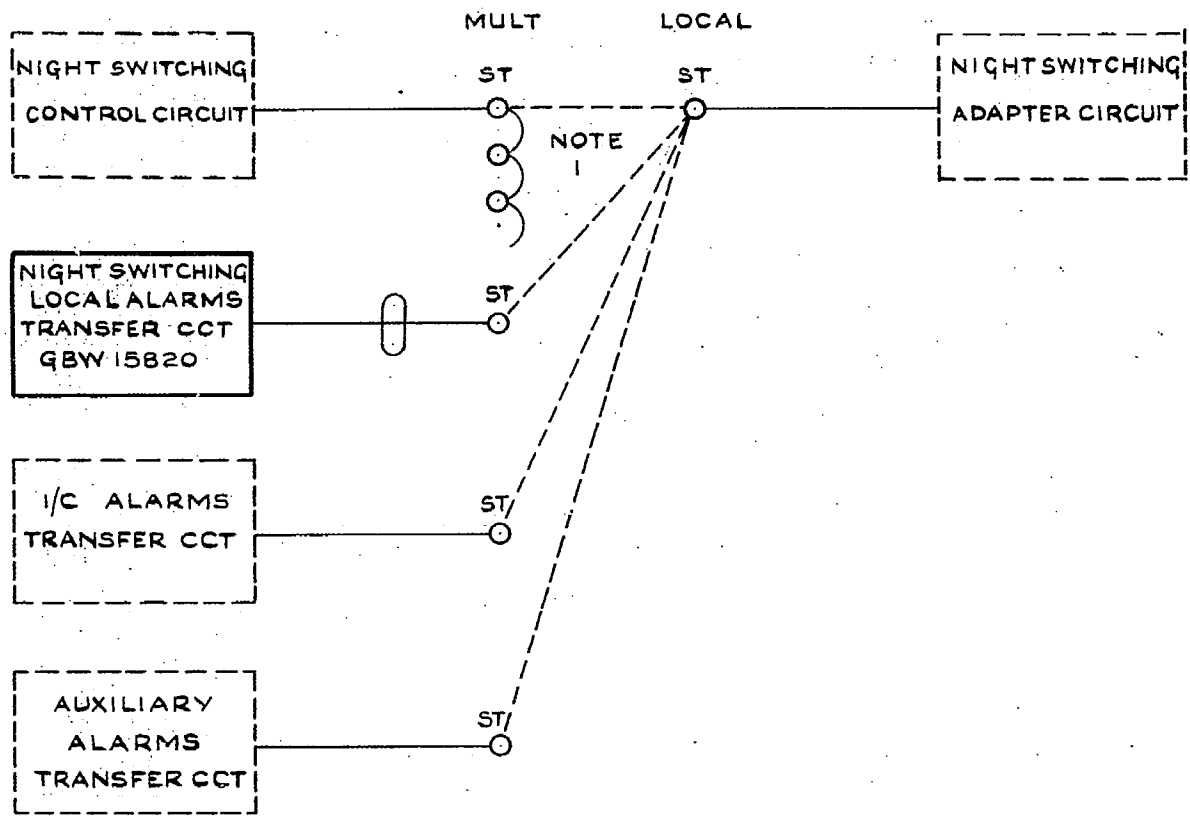 MULT LOCAL
NIGHT SWITCHING
CONTROL CIRCUIT
ST
ST
NOTE
1
NIGHT SWITCHING
ADAPTER CIRCUIT
NIGHT SWITCHING
LOCAL ALARMS
TRANSFER CCT
GBW 15820
ST
I/C ALARMS
TRANSFER CCT
ST
AUXILIARY
ALARMS
TRANSFER CCT
ST